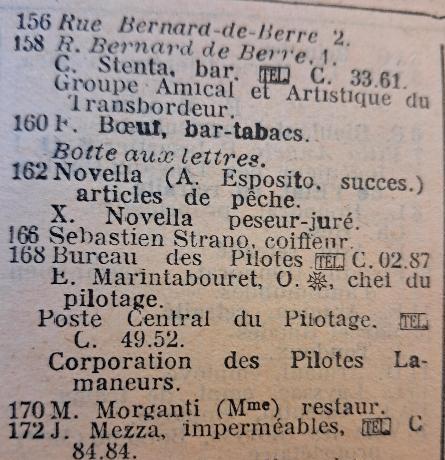 156 Rue Bernard-de-Berre 2.
158 R. Bernard de Berre, 1.
C. Stenta, bar. TEL C. 33.61.
Groupe Amical et Artistique du
Transbordeur.
160 F. Bœuf, bar-tabacs.
Botte aux lettres.
162 Novella (A. Esposito, succes.)
articles de pêche.
X. Novella peseur-juré.
166 Sebastien Strano, coiffeur.
168 Bureau des Pilotes TEL C. 02.87
E. Marintabouret, O. ☼, chef du
pilotage.
Poste Central du Pilotage. TEL
C. 49.52.
Corporation des Pilotes La-
maneurs.
170 M. Morganti (Mme) restaur.
172 J. Mezza, imperméables, TEL C
84.84.